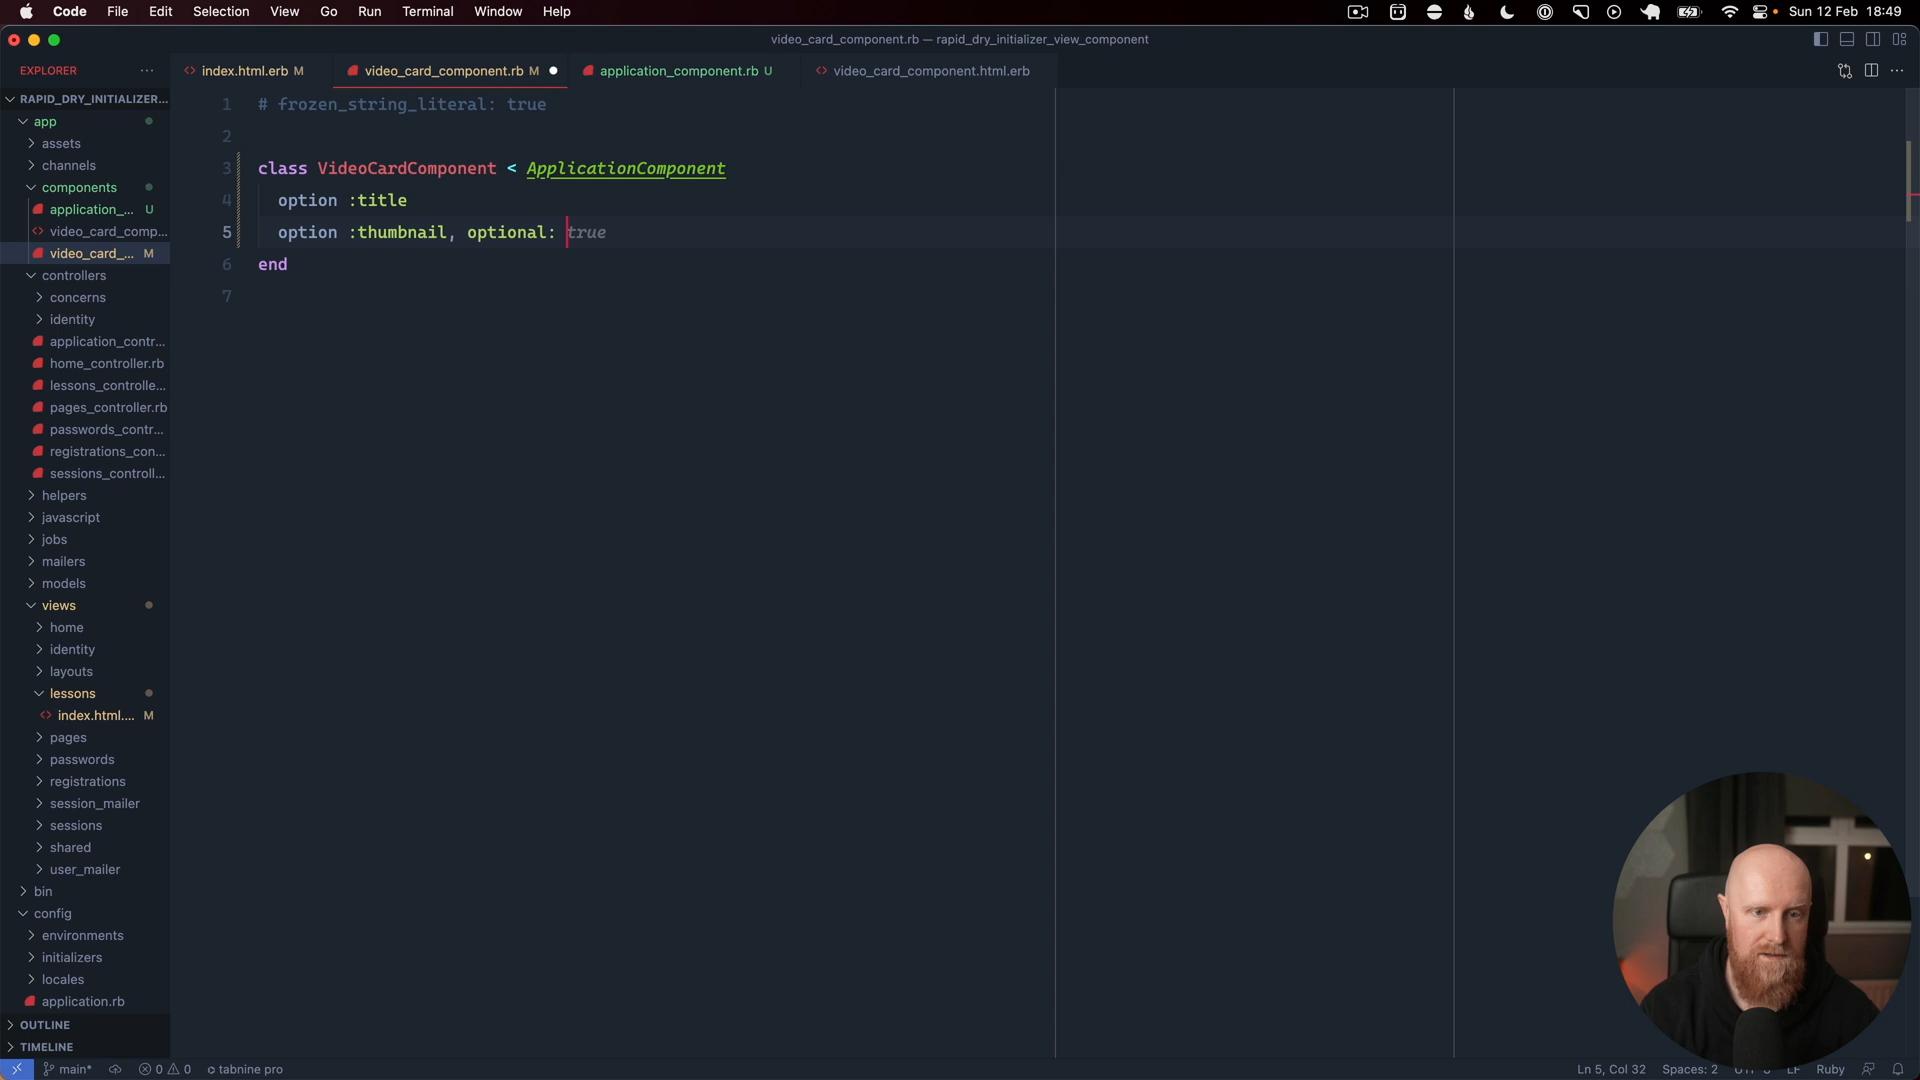 Code File Edit Selection View Go Run Terminal Window Help
Sun 12 Feb 18:49
video_card_component.rb — rapid_dry_initializer_view_component
EXPLORER
index.html.erb M
video_card_component.rb M
application_component.rb U
video_card_component.html.erb
RAPID_DRY_INITIALIZER...
app
assets
channels
components
application_... U
video_card_comp...
video_card_... M
controllers
concerns
identity
application_contr...
home_controller.rb
lessons_controlle...
pages_controller.rb
passwords_contr...
registrations_con...
sessions_controll...
helpers
javascript
jobs
mailers
models
views
home
identity
layouts
lessons
index.html.... M
pages
passwords
registrations
session_mailer
sessions
shared
user_mailer
bin
config
environments
initializers
locales
application.rb
OUTLINE
TIMELINE
1 # frozen_string_literal: true
2
3 class VideoCardComponent < ApplicationComponent
4 option :title
5 option :thumbnail, optional: true
6 end
7
main* 0 0 tabnine pro
Ln 5, Col 32 Spaces: 2 LF Ruby